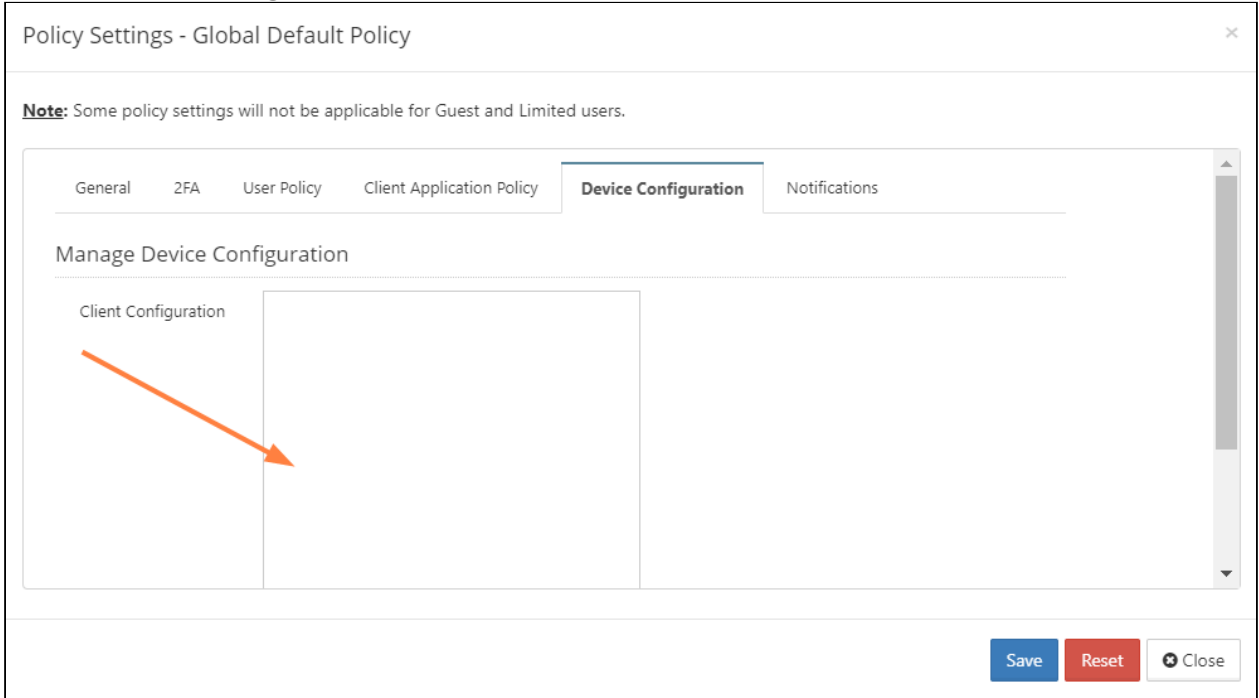 Policy Settings - Global Default Policy ×
Note: Some policy settings will not be applicable for Guest and Limited users.
General 2FA User Policy Client Application Policy Device Configuration Notifications
Manage Device Configuration
Client Configuration
Save Reset Close